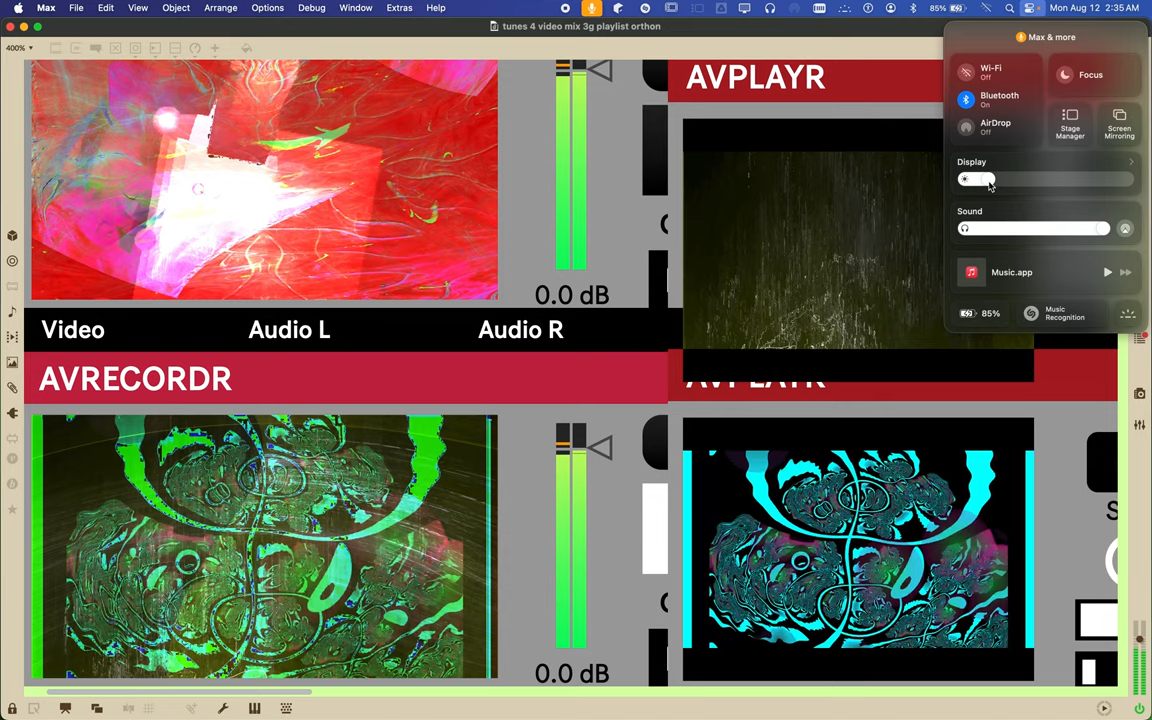 Max File Edit View Object Arrange Options Debug Window Extras Help 85% Mon Aug 12 2:35 AM
tunes 4 video mix 3g playlist orthon
400%
Max & more
Wi-Fi
Off
Bluetooth
On
AirDrop
Off
Focus
Stage
Manager
Screen
Mirroring
Display
Sound
Music.app
85%
Music
Recognition
AVPLAYR
0.0 dB
Video Audio L Audio R
AVRECORDR
AVPLAYR
0.0 dB